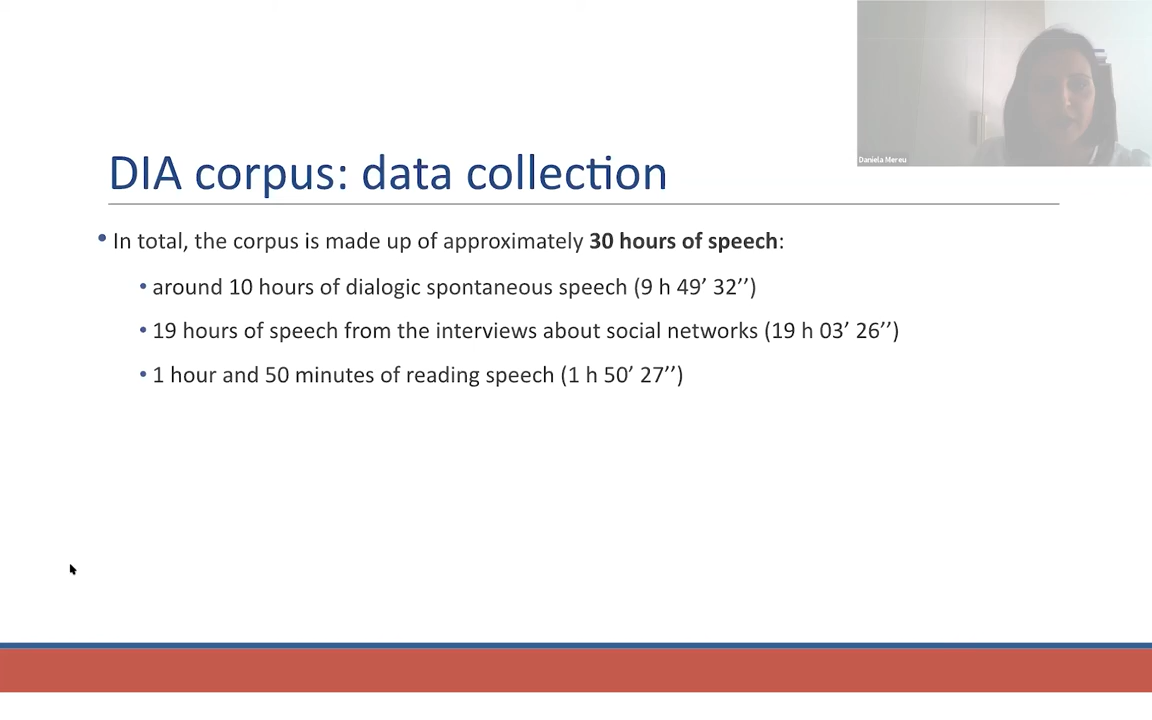 Daniela Mereu
DIA corpus: data collection
• In total, the corpus is made up of approximately 30 hours of speech:
• around 10 hours of dialogic spontaneous speech (9 h 49’ 32’’)
• 19 hours of speech from the interviews about social networks (19 h 03’ 26’’)
• 1 hour and 50 minutes of reading speech (1 h 50’ 27’’)